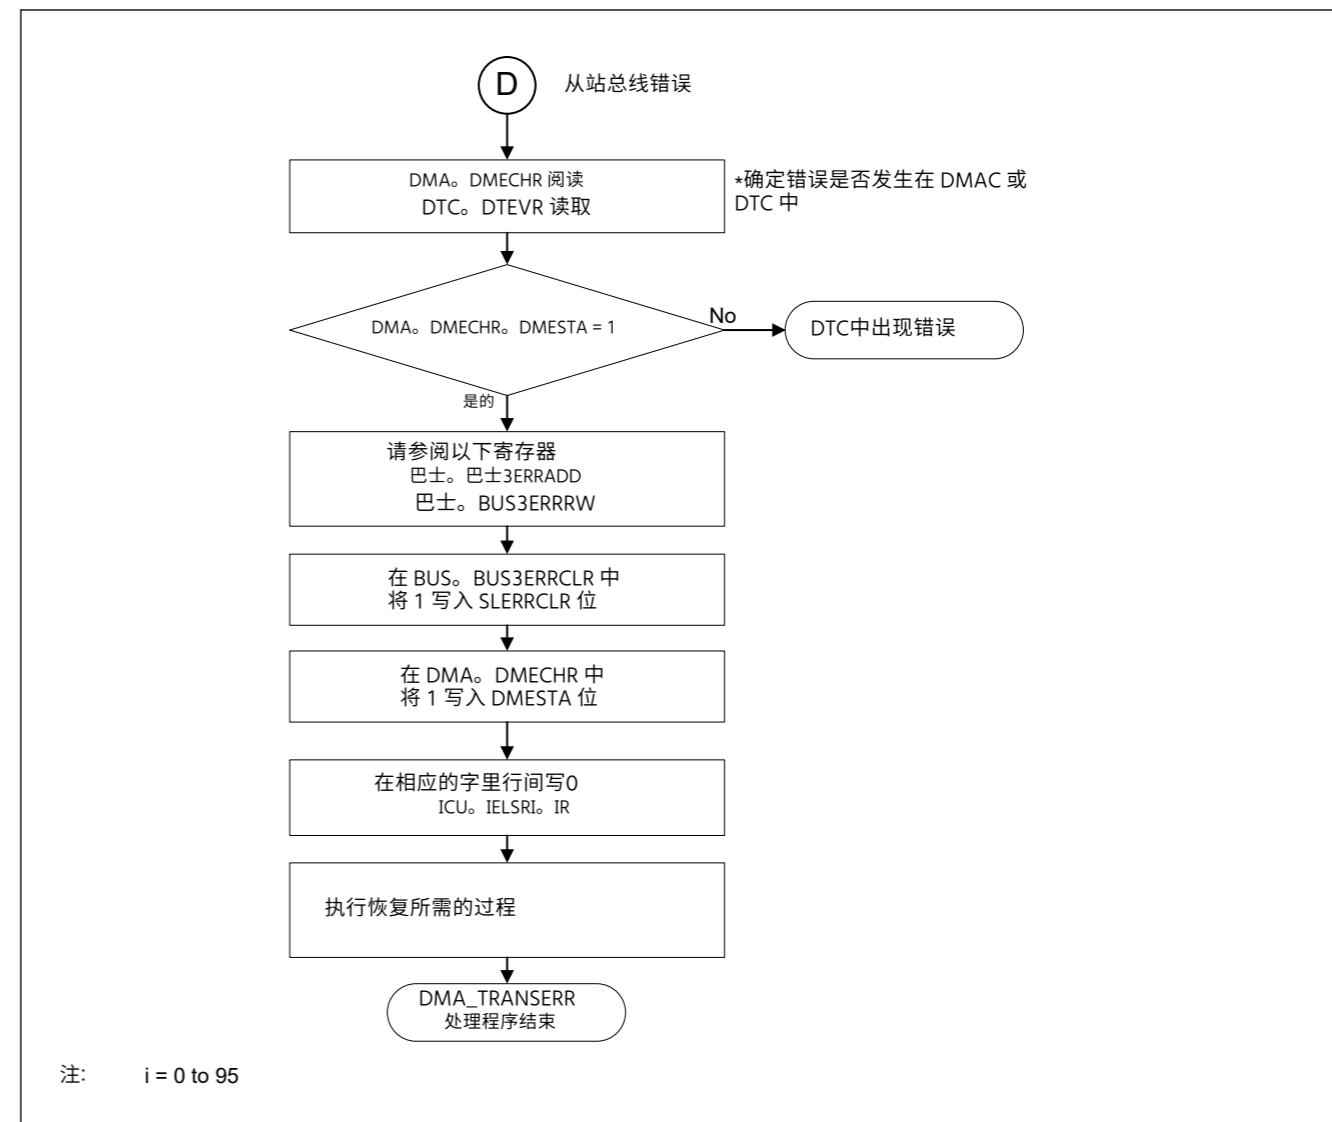 D
从站总线错误
DMA。DMECHR 阅读
DTC。DTEVR 读取
*确定错误是否发生在 DMAC 或
DTC 中
DMA。DMECHR。DMESTA = 1
No
DTC中出现错误
是的
请参阅以下寄存器
巴士。巴士3ERRADD
巴士。BUS3ERRRW
在 BUS。BUS3ERRCLR 中
将 1 写入 SLERRCLR 位
在 DMA。DMECHR 中
将 1 写入 DMESTA 位
在相应的字里行间写0
ICU。IELSRI。IR
执行恢复所需的过程
DMA_TRANSERR
处理程序结束
注: i = 0 to 95